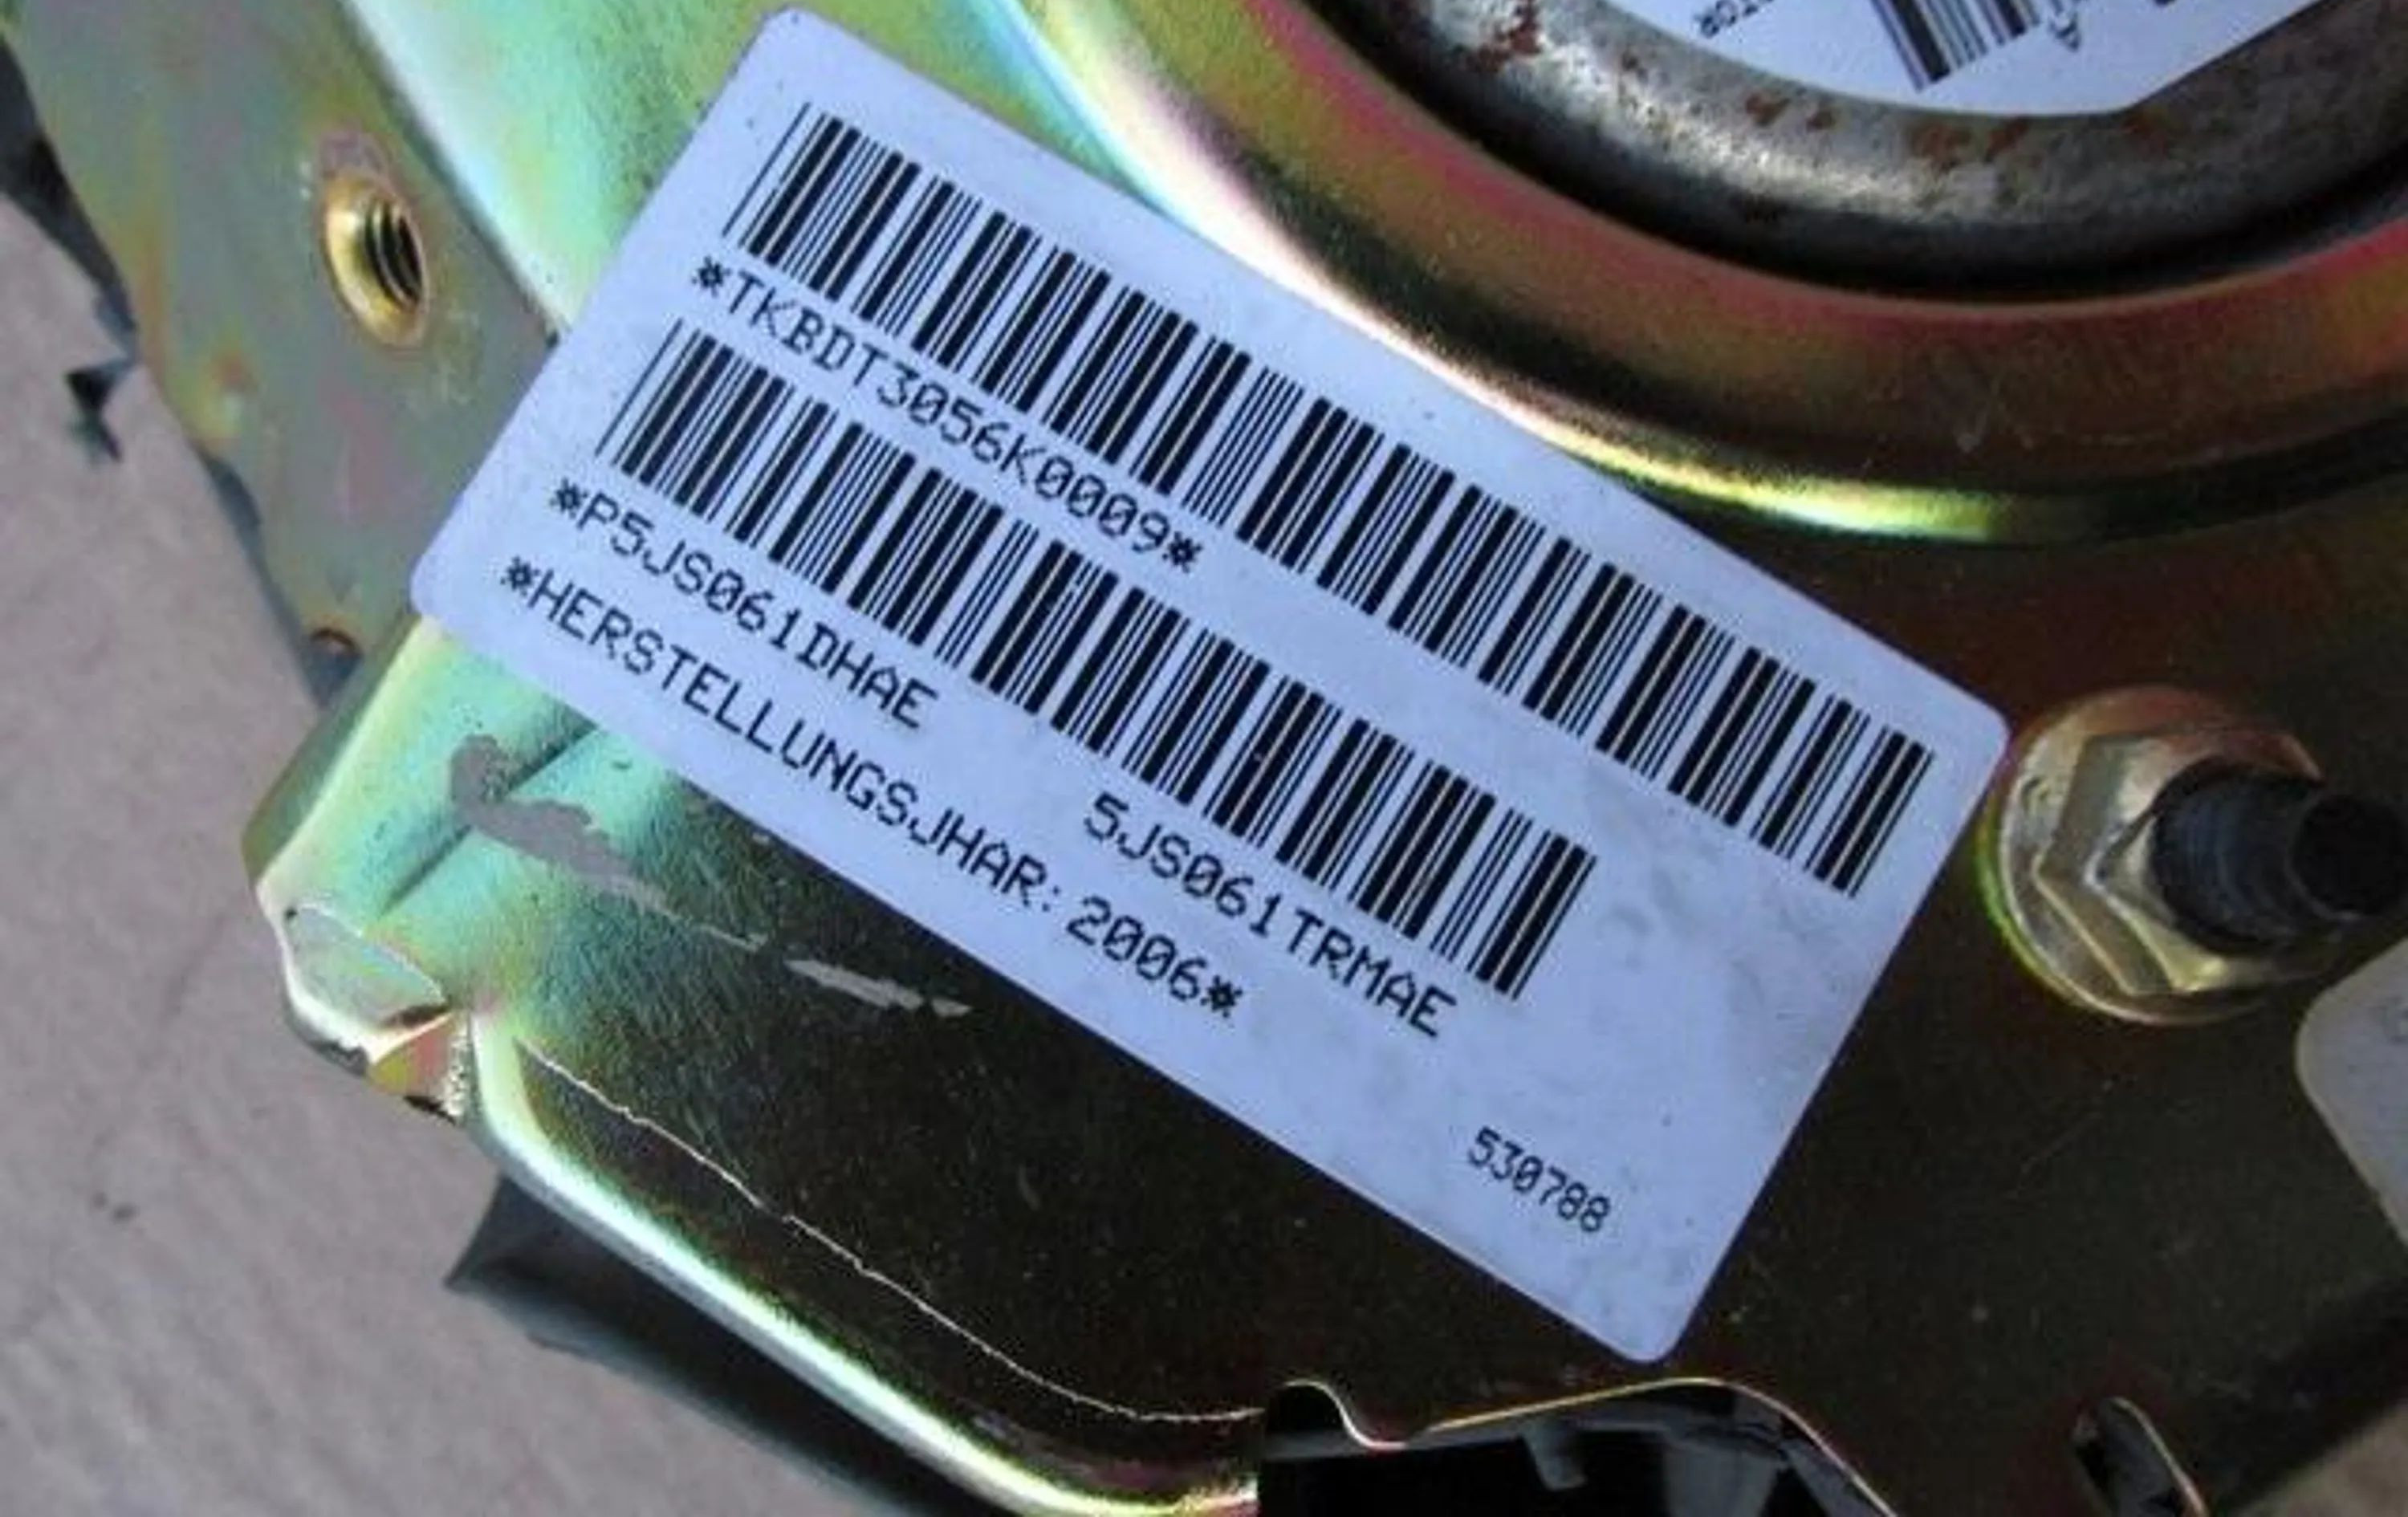 *TKBDT3056K0009*
*P5JS061DHAE 5JS061TRMAE
*HERSTELLUNGSJHAR: 2006*
530788